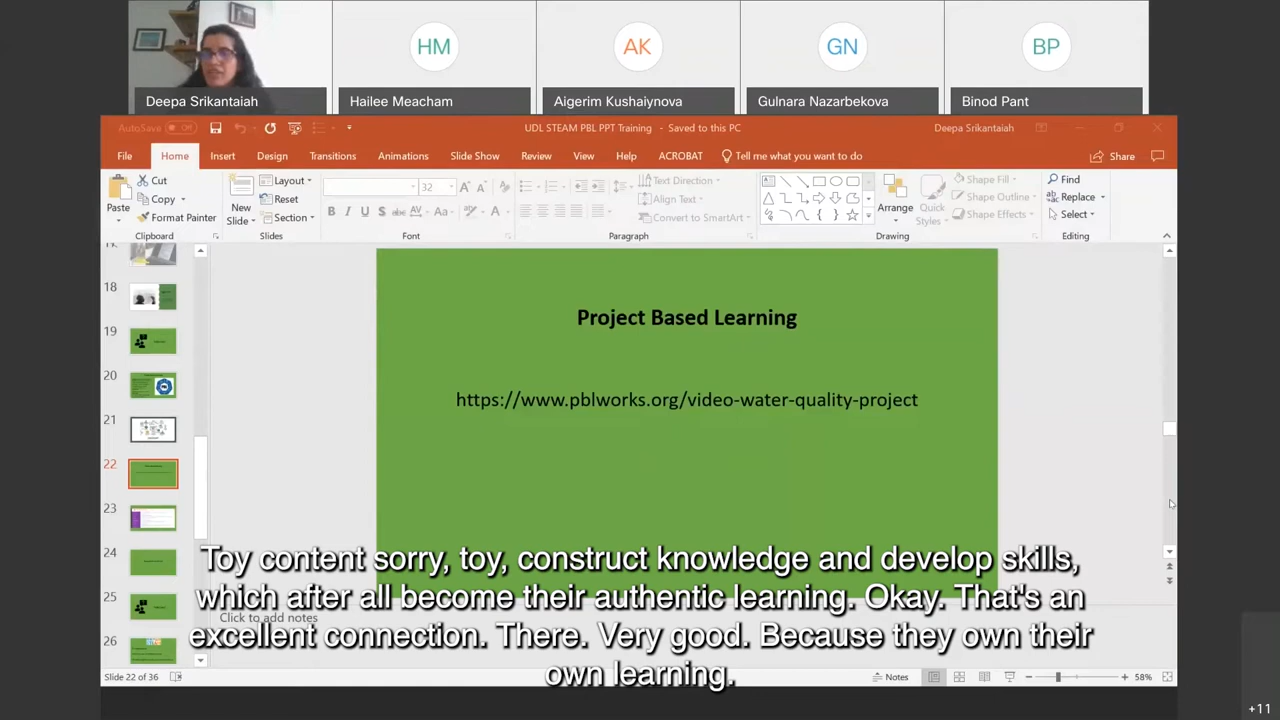 HM
AK
GN
BP
Deepa Srikantaiah
Hailee Meacham
Aigerim Kushaiynova
Gulnara Nazarbekova
Binod Pant
AutoSave Off
UDL STEAM PBL PPT Training - Saved to this PC
Deepa Srikantaiah
File Home Insert Design Transitions Animations Slide Show Review View Help ACROBAT Tell me what you want to do Share
Paste
Cut
Copy
Format Painter
Clipboard
New Slide
Layout
Reset
Section
Slides
32
B I U S abc AV Aa A
Font
Text Direction
Align Text
Convert to SmartArt
Paragraph
Arrange
Quick Styles
Shape Fill
Shape Outline
Shape Effects
Drawing
Find
Replace
Select
Editing
18
19
20
21
22
23
24
25
26
Project Based Learning
https://www.pblworks.org/video-water-quality-project
Toy content sorry, toy, construct knowledge and develop skills,
which after all become their authentic learning. Okay. That's an
excellent connection. There. Very good. Because they own their
own learning.
Click to add notes
Slide 22 of 36
Notes
58%
+11